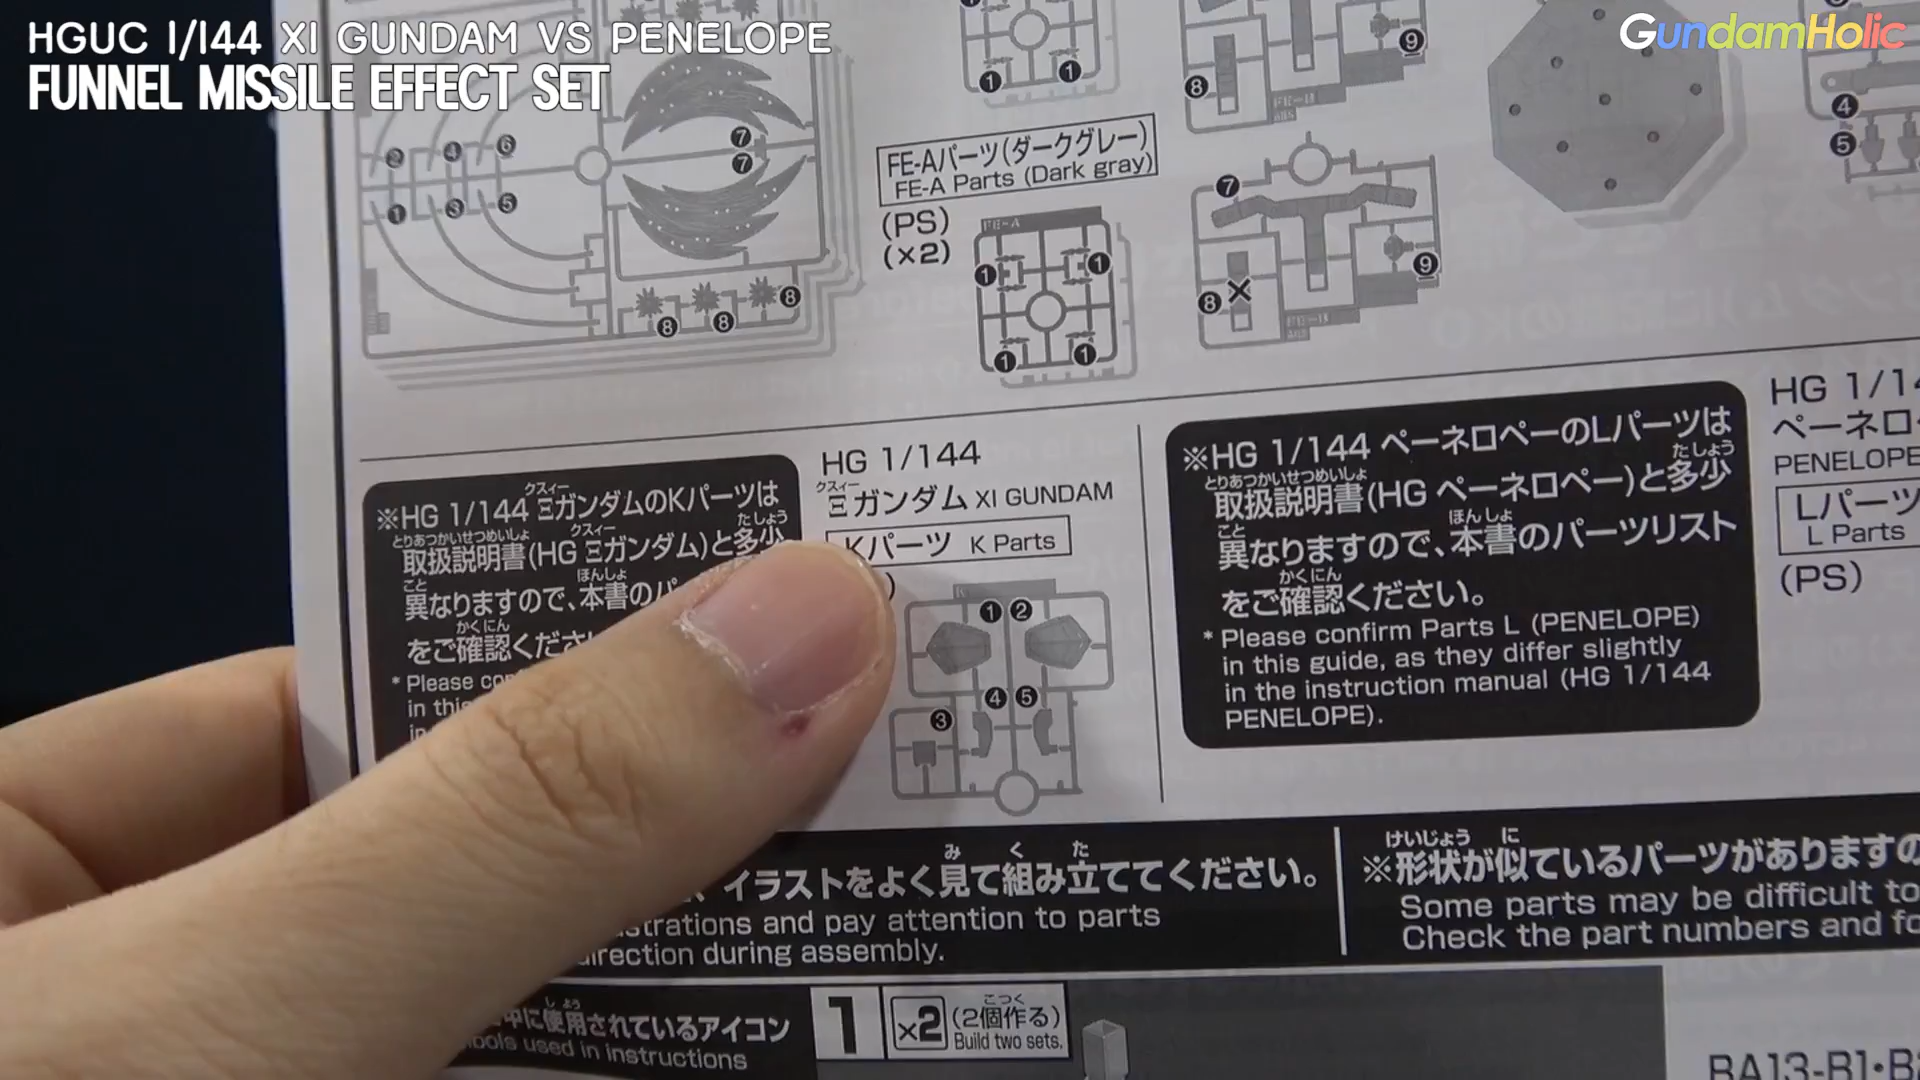 HGUC 1/144 XI GUNDAM VS PENELOPE
FUNNEL MISSILE EFFECT SET
GundamHolic
FE-Aパーツ(ダークグレー)
FE-A Parts (Dark gray)
(PS)
(×2)
FE-A
※HG 1/144 ΞガンダムのKパーツは
クスィー
取扱説明書(HG Ξガンダム)と多少
とりあつかいせつめいしょ
クスィー
たしょう
異なりますので、本書のパ
こと
ほんしょ
をご確認くださ
かくにん
* Please
in this
HG 1/144
クスィー
Ξガンダム XI GUNDAM
Kパーツ K Parts
K
1 2
4 5
3
※HG 1/144 ペーネロペーのLパーツは
とりあつかいせつめいしょ
たしょう
取扱説明書(HG ペーネロペー)と多少
こと
ほんしょ
異なりますので、本書のパーツリスト
かくにん
をご確認ください。
* Please confirm Parts L (PENELOPE)
in this guide, as they differ slightly
in the instruction manual (HG 1/144
PENELOPE).
HG 1/14
ペーネロ
PENELOPE
Lパーツ
L Parts
(PS)
み く た
、イラストをよく見て組み立ててください。
strations and pay attention to parts
direction during assembly.
けいじょう に
※形状が似ているパーツがありますの
Some parts may be difficult to
Check the part numbers and fo
しよう
中に使用されているアイコン
bols used in instructions
1
×2
こつく
(2個作る)
Build two sets.
BA13-B1・B